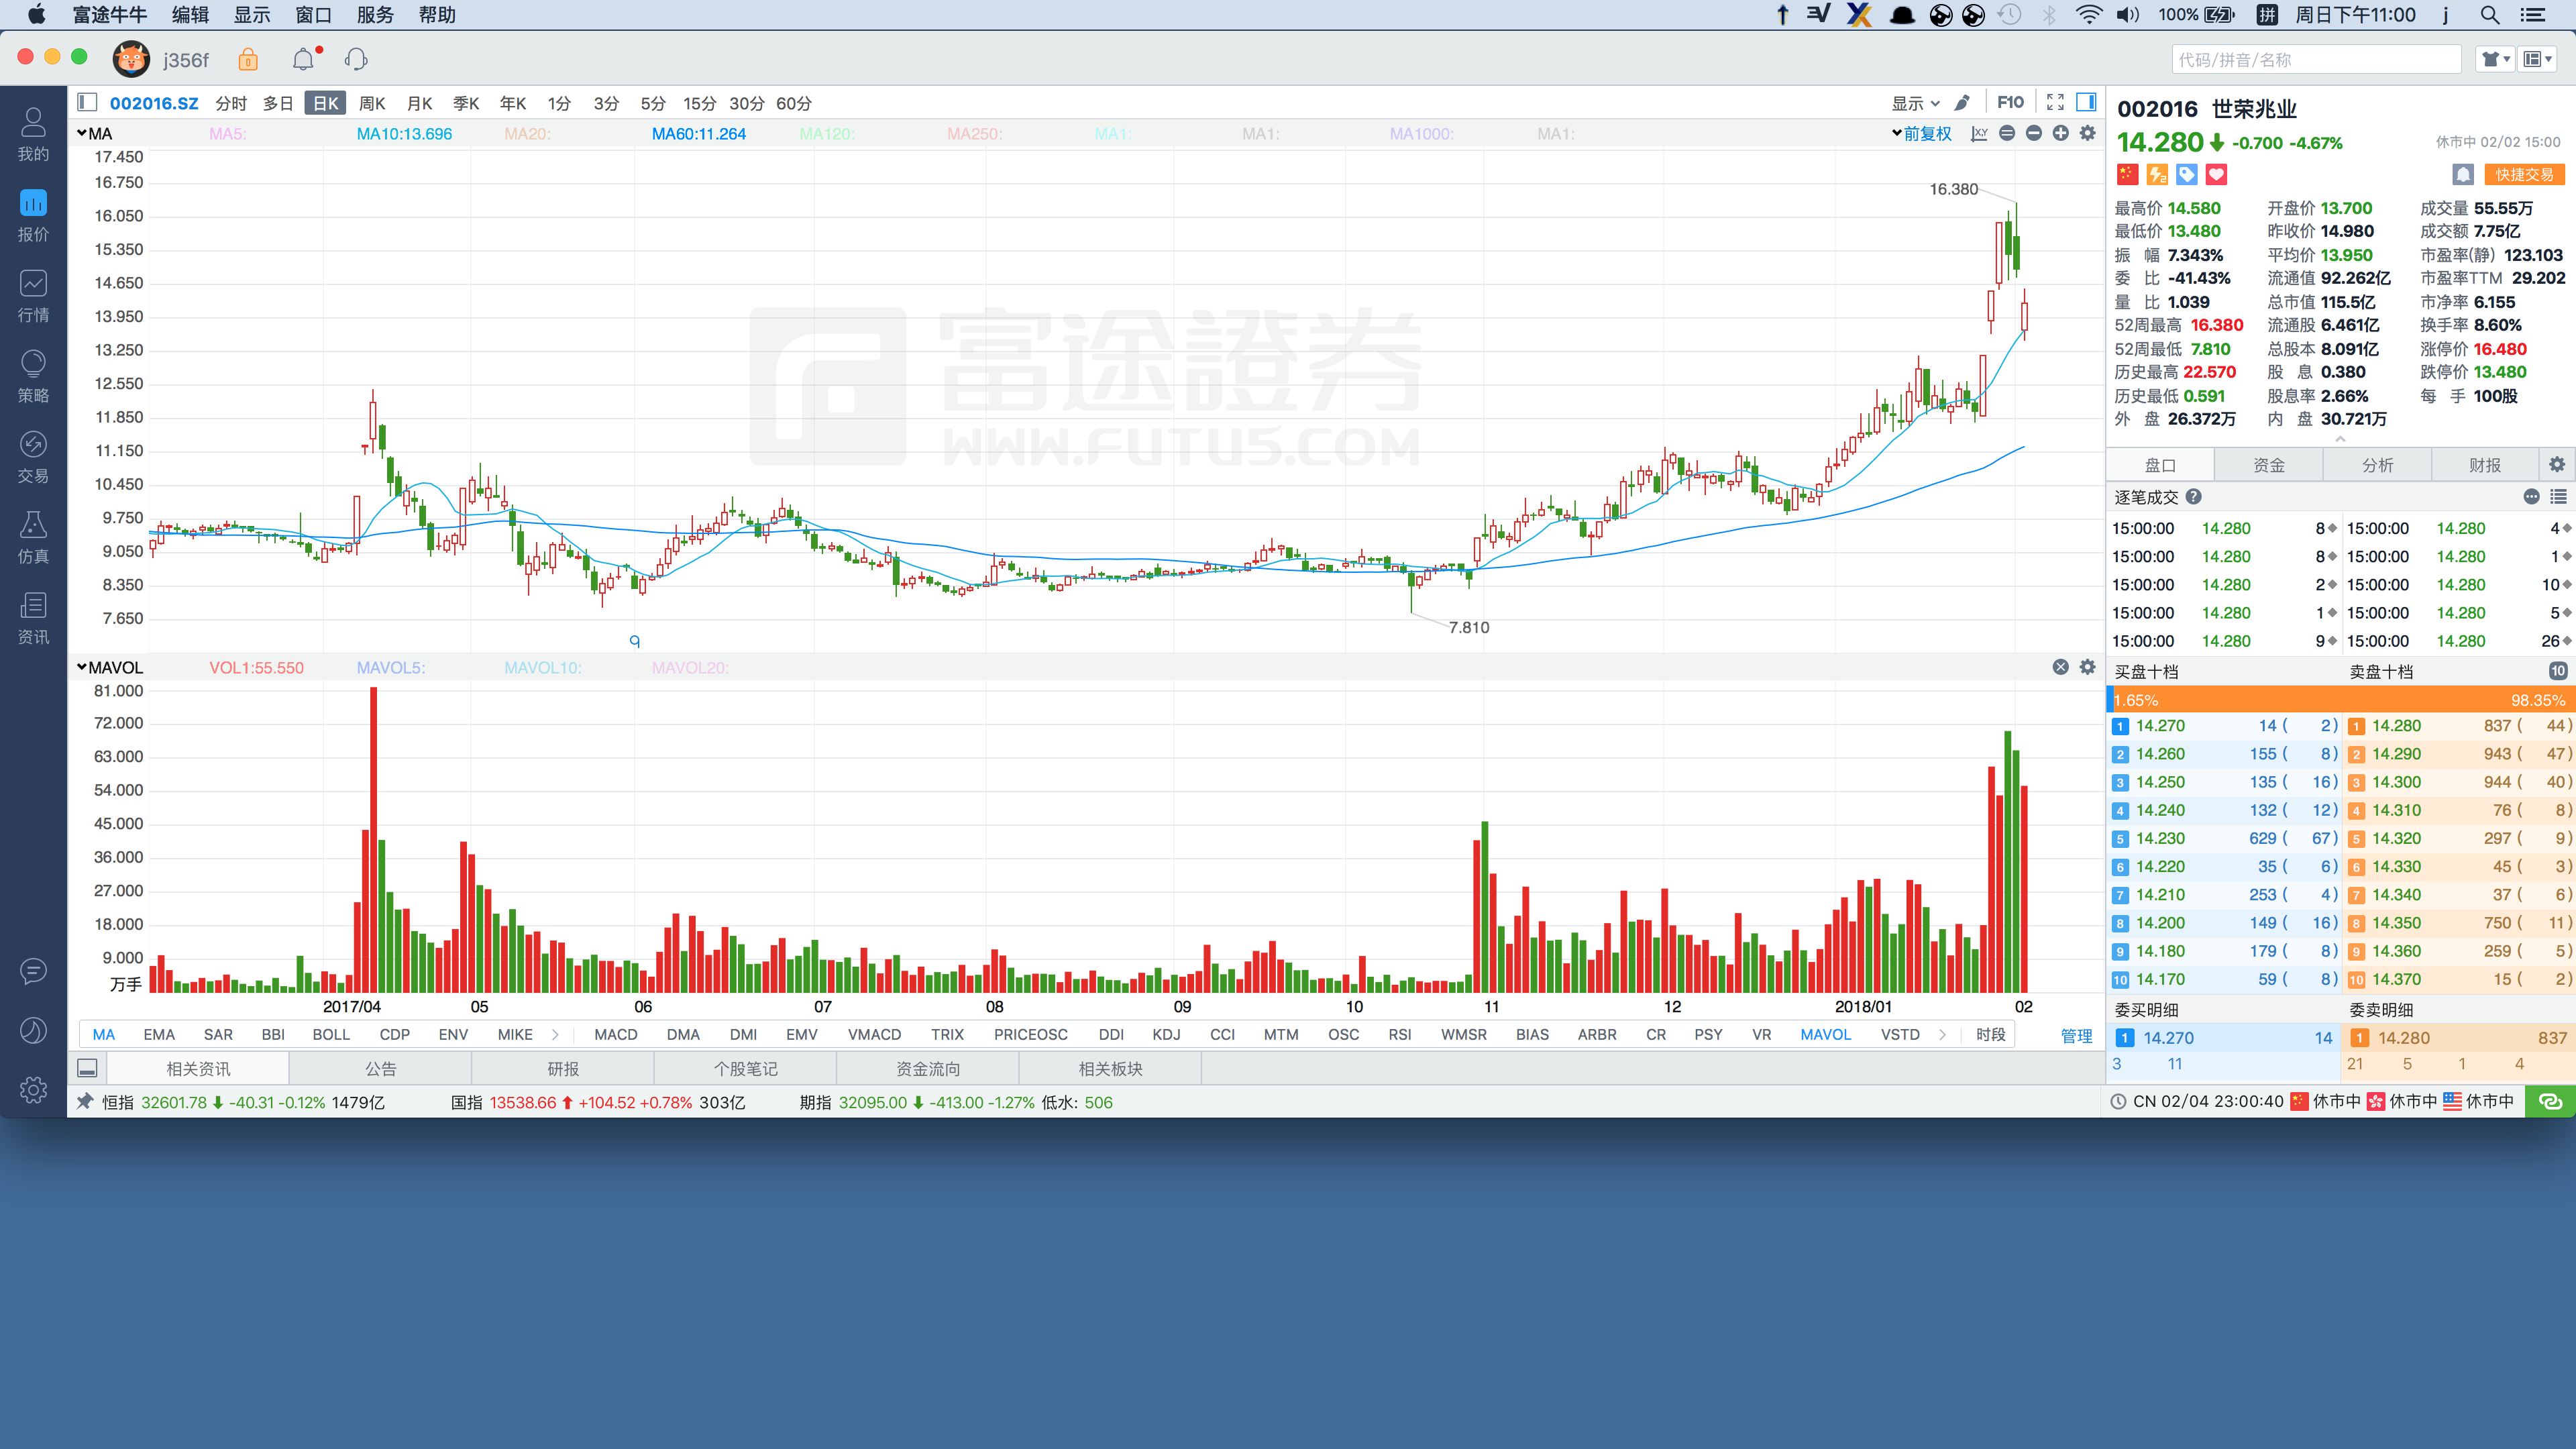 富途牛牛 编辑 显示 窗口 服务 帮助 100% 拼 周日下午11:00 j
j356f 代码/拼音/名称
我的
报价
行情
策略
交易
仿真
资讯
002016.SZ 分时 多日 日K 周K 月K 季K 年K 1分 3分 5分 15分 30分 60分 显示 F10
MA MA5: MA10:13.696 MA20: MA60:11.264 MA120: MA250: MA1: MA1: MA1000: MA1: 前复权
17.450
16.750
16.050
15.350
14.650
13.950
13.250
12.550
11.850
11.150
10.450
9.750
9.050
8.350
7.650
16.380
7.810
富途證券
WWW.FUTU5.COM
MAVOL VOL1:55.550 MAVOL5: MAVOL10: MAVOL20:
81.000
72.000
63.000
54.000
45.000
36.000
27.000
18.000
9.000
万手
2017/04 05 06 07 08 09 10 11 12 2018/01 02
MA EMA SAR BBI BOLL CDP ENV MIKE MACD DMA DMI EMV VMACD TRIX PRICEOSC DDI KDJ CCI MTM OSC RSI WMSR BIAS ARBR CR PSY VR MAVOL VSTD 时段 管理
相关资讯 公告 研报 个股笔记 资金流向 相关板块
恒指 32601.78 -40.31 -0.12% 1479亿 国指 13538.66 +104.52 +0.78% 303亿 期指 32095.00 -413.00 -1.27% 低水: 506
002016 世荣兆业
14.280 -0.700 -4.67% 休市中 02/02 15:00
快捷交易
最高价 14.580 开盘价 13.700 成交量 55.55万
最低价 13.480 昨收价 14.980 成交额 7.75亿
振 幅 7.343% 平均价 13.950 市盈率(静) 123.103
委 比 -41.43% 流通值 92.262亿 市盈率TTM 29.202
量 比 1.039 总市值 115.5亿 市净率 6.155
52周最高 16.380 流通股 6.461亿 换手率 8.60%
52周最低 7.810 总股本 8.091亿 涨停价 16.480
历史最高 22.570 股 息 0.380 跌停价 13.480
历史最低 0.591 股息率 2.66% 每 手 100股
外 盘 26.372万 内 盘 30.721万
盘口 资金 分析 财报
逐笔成交
15:00:00 14.280 8 15:00:00 14.280 4
15:00:00 14.280 8 15:00:00 14.280 1
15:00:00 14.280 2 15:00:00 14.280 10
15:00:00 14.280 1 15:00:00 14.280 5
15:00:00 14.280 9 15:00:00 14.280 26
买盘十档 卖盘十档 10
1.65% 98.35%
1 14.270 14 ( 2) 1 14.280 837 ( 44)
2 14.260 155 ( 8) 2 14.290 943 ( 47)
3 14.250 135 ( 16) 3 14.300 944 ( 40)
4 14.240 132 ( 12) 4 14.310 76 ( 8)
5 14.230 629 ( 67) 5 14.320 297 ( 9)
6 14.220 35 ( 6) 6 14.330 45 ( 3)
7 14.210 253 ( 4) 7 14.340 37 ( 6)
8 14.200 149 ( 16) 8 14.350 750 ( 11)
9 14.180 179 ( 8) 9 14.360 259 ( 5)
10 14.170 59 ( 8) 10 14.370 15 ( 2)
委买明细 委卖明细
1 14.270 14 1 14.280 837
3 11 21 5 1 4
CN 02/04 23:00:40 休市中 休市中 休市中